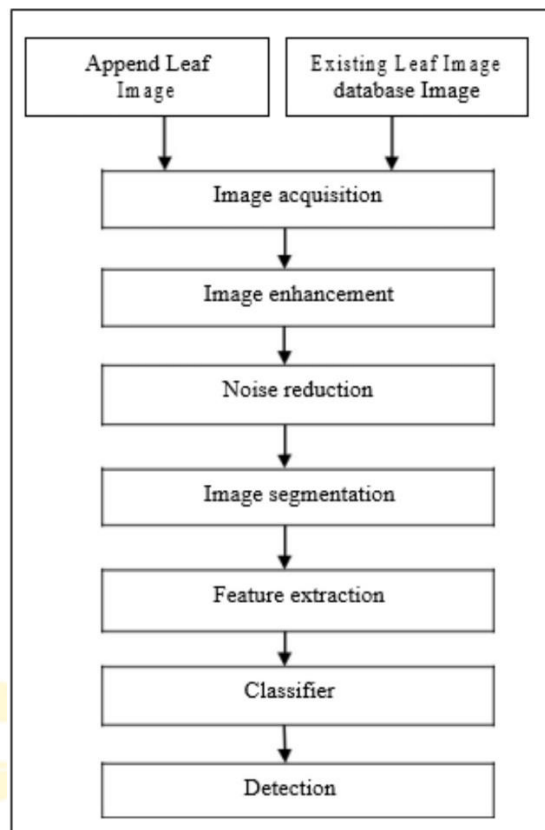 Append Leaf
Image
Existing Leaf Image
database Image
Image acquisition
Image enhancement
Noise reduction
Image segmentation
Feature extraction
Classifier
Detection